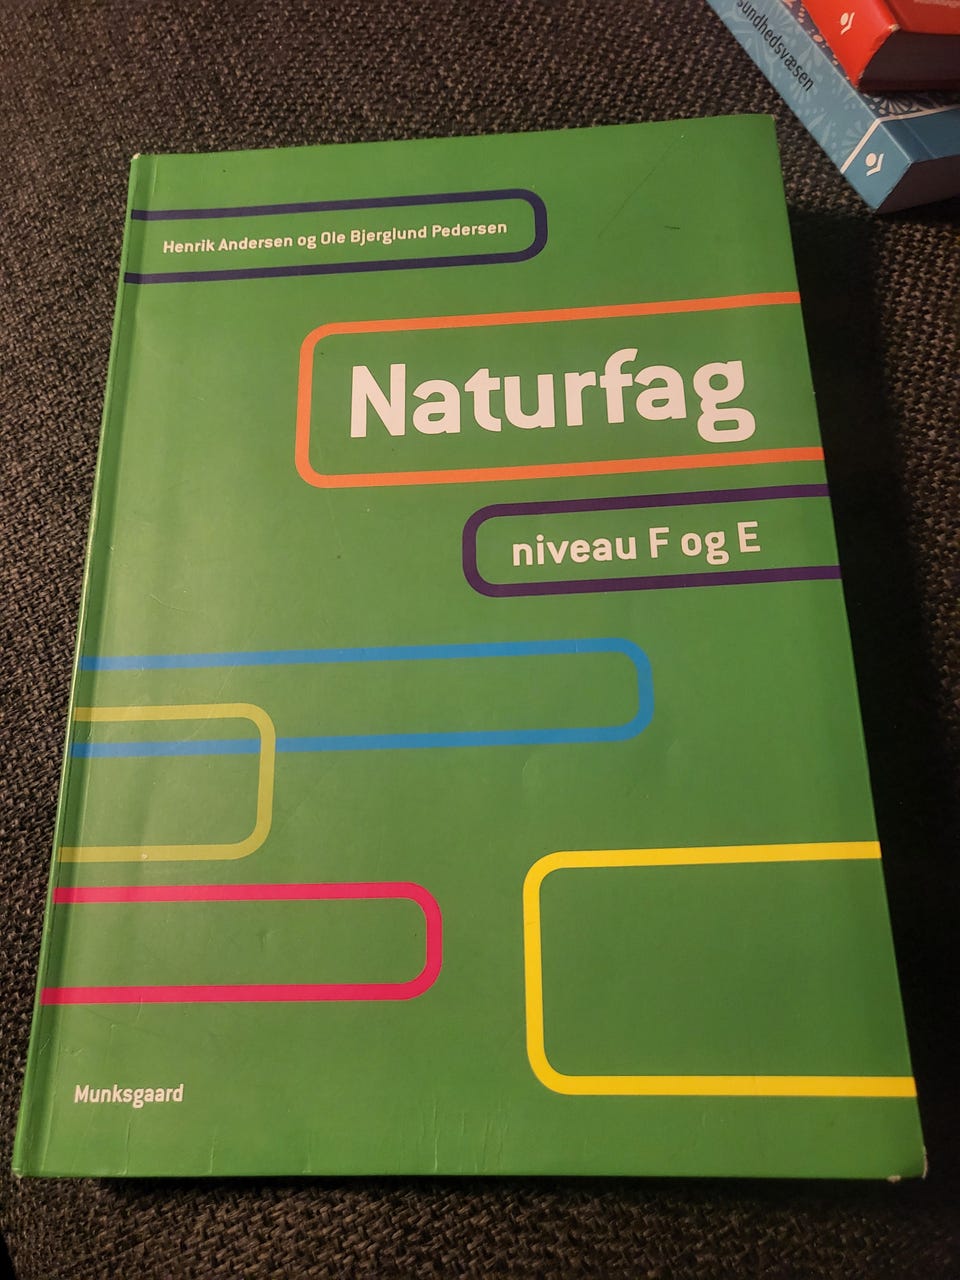 Henrik Andersen og Ole Bjerglund Pedersen
Naturfag
niveau F og E
Munksgaard
sundhedsvæsen